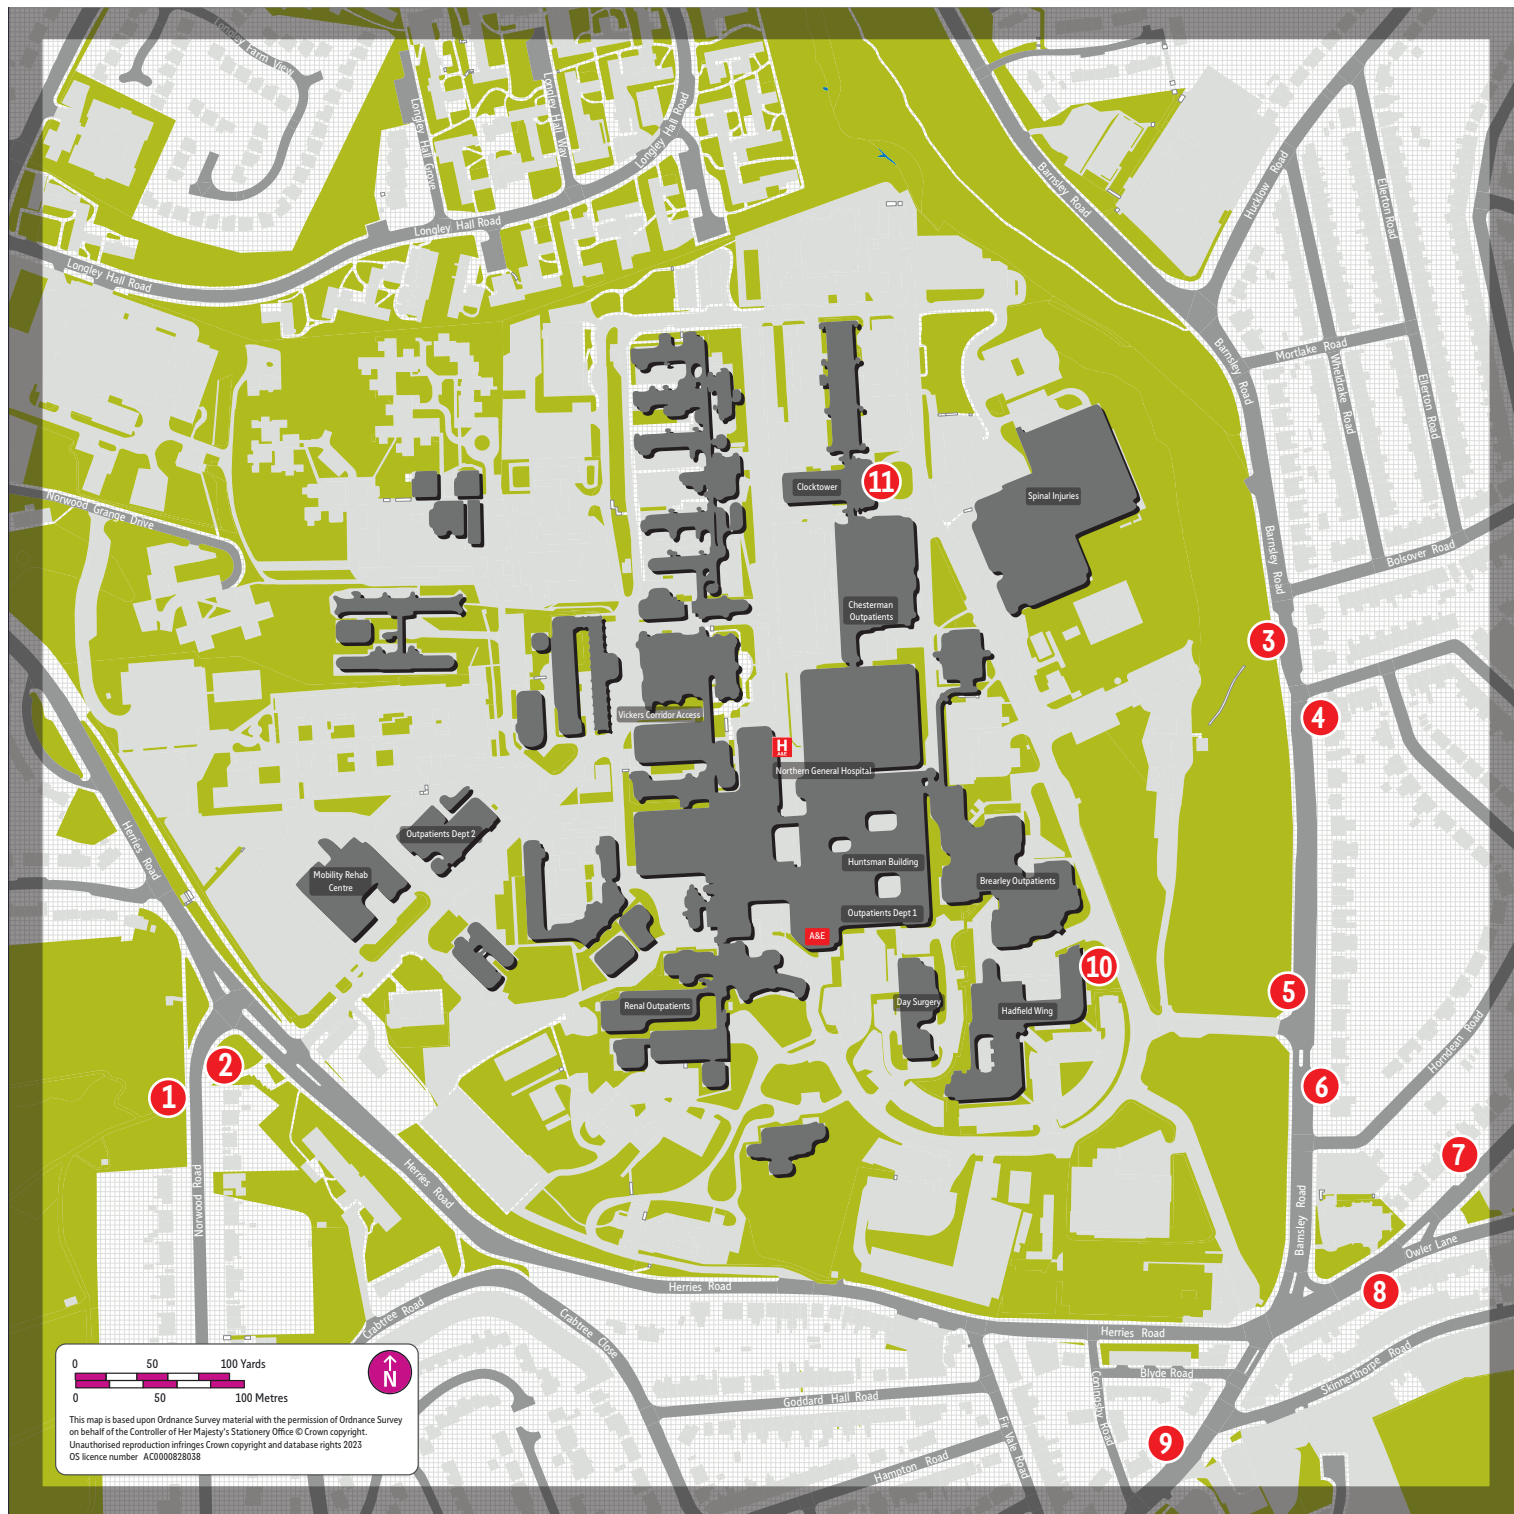 Longley Farm View
Longley Hall Grove
Longley Hall Way
Longley Hall Road
Longley Hall Road
Longley Hall Road
Barnsley Road
Hucklow Road
Ellerton Road
Barnsley Road
Mortlake Road
Wheldrake Road
Ellerton Road
Norwood Grange Drive
Clocktower
11
Spinal Injuries
Barnsley Road
Bolsover Road
Chesterman
Outpatients
3
Vickers Corridor Access
4
H
A&E
Northern General Hospital
Herries Road
Outpatients Dept 2
Mobility Rehab
Centre
Huntsman Building
Brearley Outpatients
Outpatients Dept 1
A&E
10
5
Renal Outpatients
Day Surgery
Hadfield Wing
Horndean Road
2
1
6
7
Norwood Road
Herries Road
Barnsley Road
Owler Lane
8
Herries Road
Crabtree Road
Crabtree Close
Herries Road
Blyde Road
Skinnerthorpe Road
Coningsby Road
Goddard Hall Road
Fir Vale Road
9
Hampton Road
0 50 100 Yards
0 50 100 Metres
N
This map is based upon Ordnance Survey material with the permission of Ordnance Survey
on behalf of the Controller of Her Majesty's Stationery Office © Crown copyright.
Unauthorised reproduction infringes Crown copyright and database rights 2023
OS licence number AC0000828038